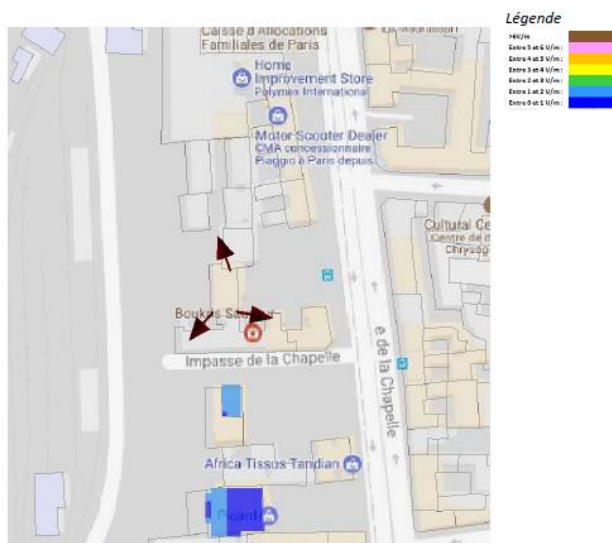 Légende
>6V/m
Entre 5 et 6 V/m :
Entre 4 et 5 V/m :
Entre 3 et 4 V/m :
Entre 2 et 3 V/m :
Entre 1 et 2 V/m :
Entre 0 et 1 V/m :
Caisse d'Allocations
Familiales de Paris
Home
Improvement Store
Polymex International
Motor Scooter Dealer
CMA concessionnaire
Piaggio à Paris depuis
Cultural Ce
Centre de d
Chrysog
Boukris
Impasse de la Chapelle
e de la Chapelle
Africa Tissus-Tandian
Picard